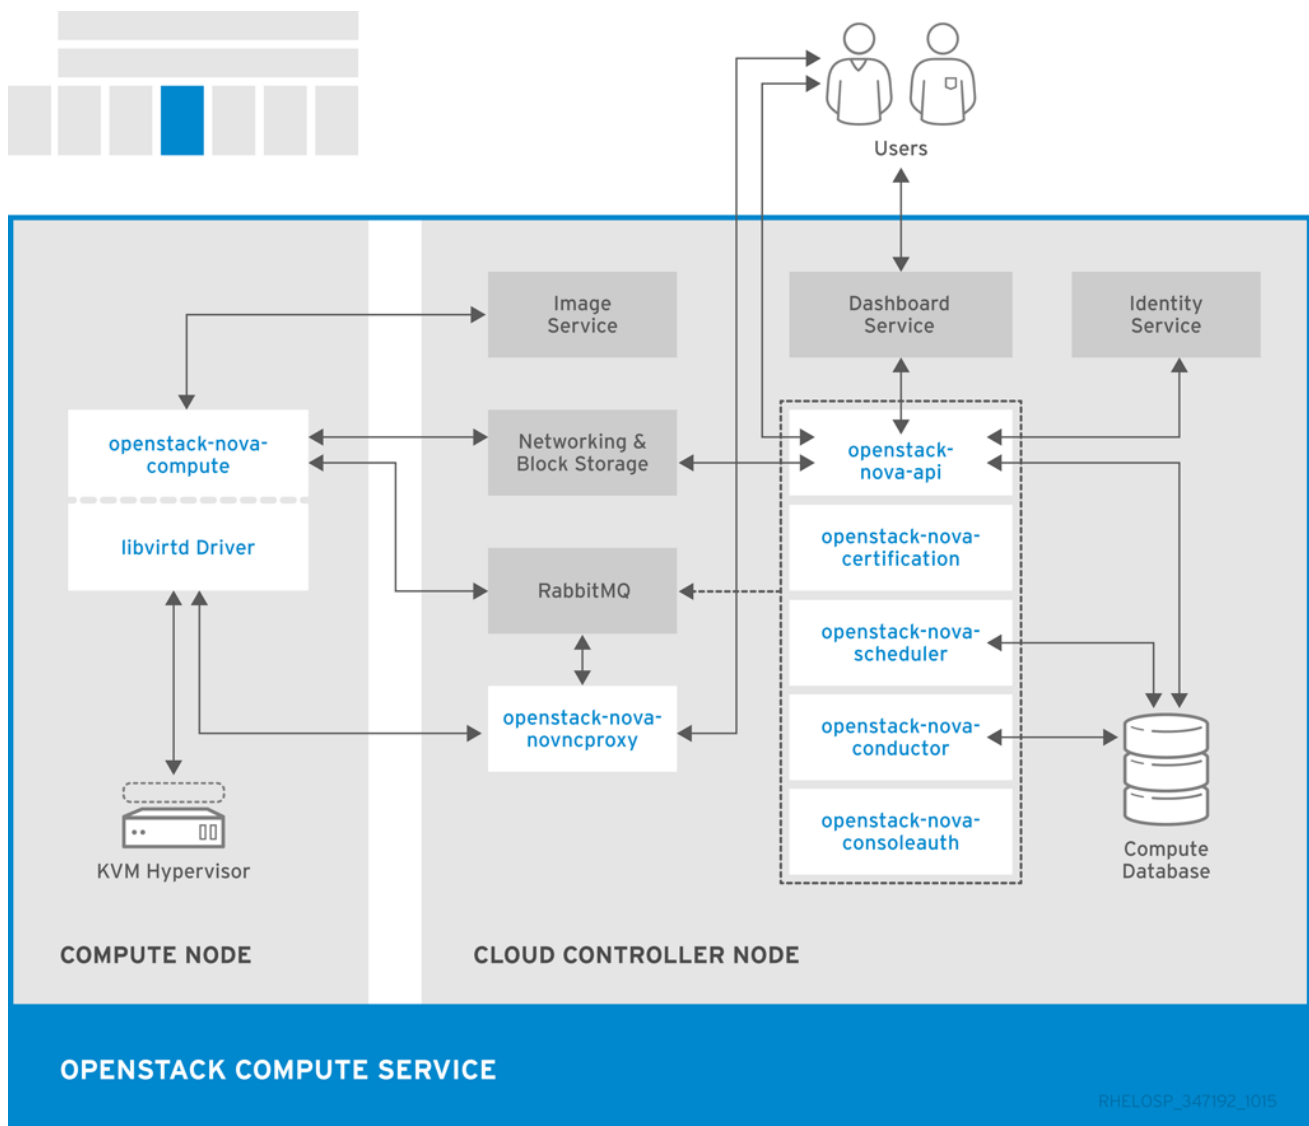 Users
Image
Service
Dashboard
Service
Identity
Service
openstack-nova-
compute
Networking &
Block Storage
openstack-
nova-api
libvirtd Driver
openstack-nova-
certification
RabbitMQ
openstack-nova-
scheduler
openstack-nova-
novncproxy
openstack-nova-
conductor
openstack-nova-
consoleauth
KVM Hypervisor
Compute
Database
COMPUTE NODE
CLOUD CONTROLLER NODE
OPENSTACK COMPUTE SERVICE
RHELOSP_347192_1015